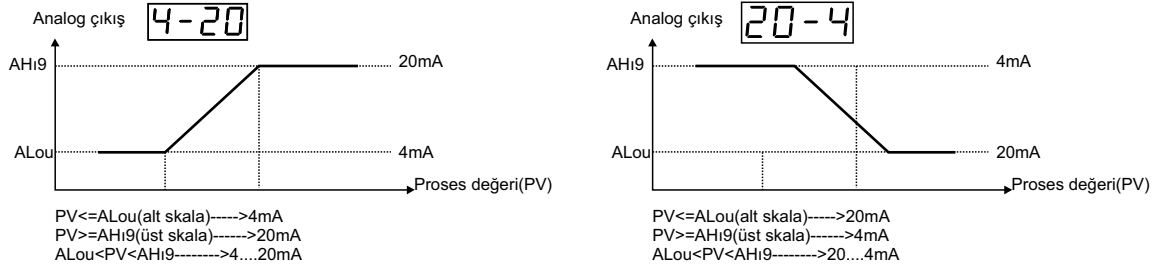 Analog çıkış 4-20
AHı9
20mA
ALou
4mA
Proses değeri(PV)
PV<=ALou(alt skala)----->4mA
PV>=AHı9(üst skala)------>20mA
ALou<PV<AHı9-------->4....20mA
Analog çıkış 20-4
AHı9
4mA
ALou
20mA
Proses değeri(PV)
PV<=ALou(alt skala)----->20mA
PV>=AHı9(üst skala)------>4mA
ALou<PV<AHı9-------->20....4mA